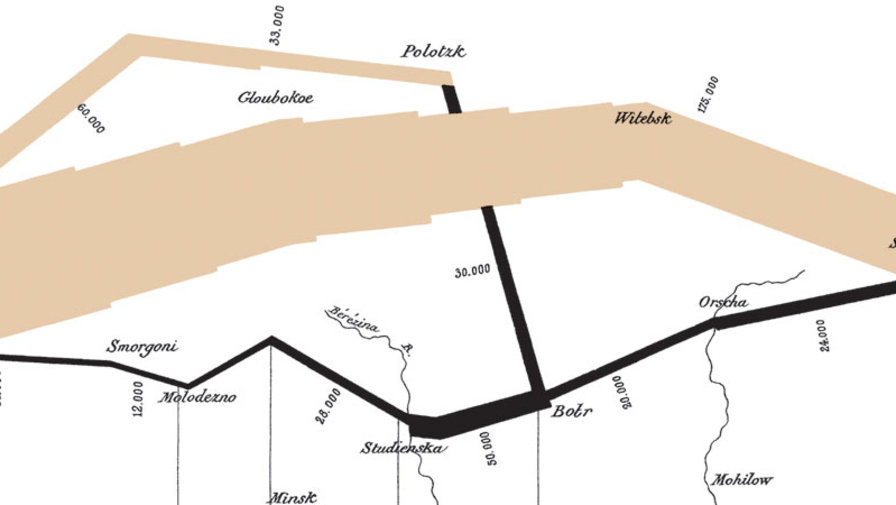 33.000
Polotzk
Gloubokoe
60.000
175.000
Witebsk
30.000
Orscha
Bérézina R.
24.000
Smorgoni
12.000
Molodezno
28.000
20.000
Botr
Studienska
50.000
Minsk
Mohilow